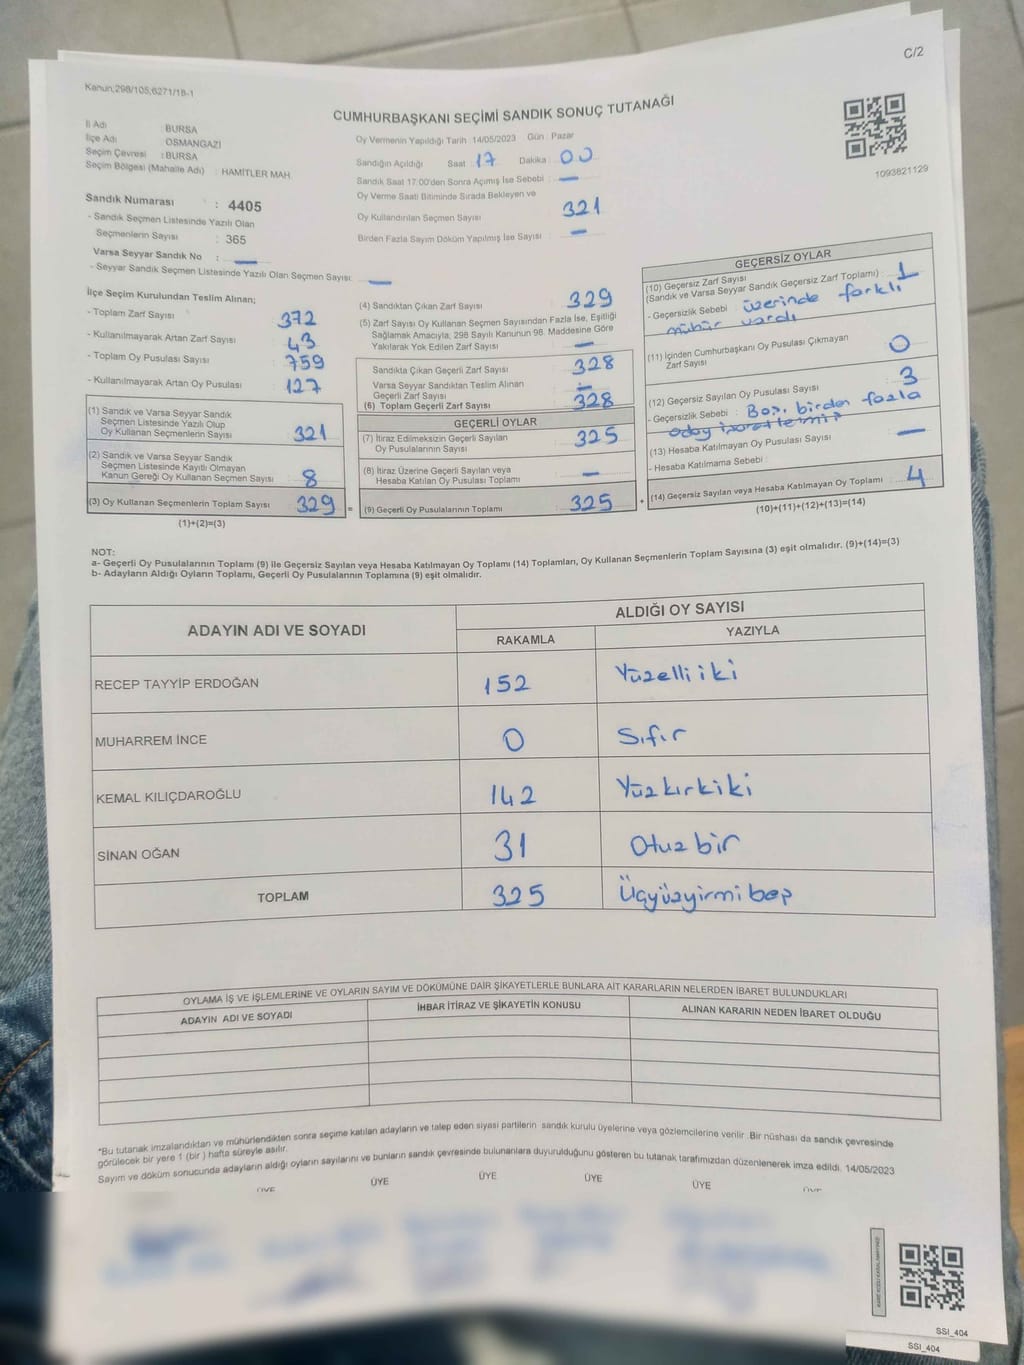 C/2
Kanun;298/105;6271/18-1
CUMHURBAŞKANI SEÇİMİ SANDIK SONUÇ TUTANAĞI
İl Adı : BURSA
İlçe Adı : OSMANGAZI
Seçim Çevresi : BURSA
Seçim Bölgesi (Mahalle Adı) : HAMİTLER MAH.
Sandık Numarası : 4405
- Sandık Seçmen Listesinde Yazılı Olan
Seçmenlerin Sayısı : 365
Varsa Seyyar Sandık No : —
- Seyyar Sandık Seçmen Listesinde Yazılı Olan Seçmen Sayısı: —
Oy Vermenin Yapıldığı Tarih : 14/05/2023 Gün : Pazar
Sandığın Açıldığı Saat : 17 Dakika : 00
Sandık Saat 17:00'den Sonra Açımış İse Sebebi : —
Oy Verme Saati Bitiminde Sırada Bekleyen ve
Oy Kullandırılan Seçmen Sayısı : 321
Birden Fazla Sayım Döküm Yapılmış İse Sayısı : —
1093821129
İlçe Seçim Kurulundan Teslim Alınan;
- Toplam Zarf Sayısı : 372
- Kullanılmayarak Artan Zarf Sayısı : 43
- Toplam Oy Pusulası Sayısı : 759
- Kullanılmayarak Artan Oy Pusulası : 127
(1) Sandık ve Varsa Seyyar Sandık
Seçmen Listesinde Yazılı Olup
Oy Kullanan Seçmenlerin Sayısı : 321
(2) Sandık ve Varsa Seyyar Sandık
Seçmen Listesinde Kayıtlı Olmayan
Kanun Gereği Oy Kullanan Seçmen Sayısı : 8
(3) Oy Kullanan Seçmenlerin Toplam Sayısı : 329 =
(1)+(2)=(3)
(4) Sandıktan Çıkan Zarf Sayısı : 329
(5) Zarf Sayısı Oy Kullanan Seçmen Sayısından Fazla İse, Eşitliği
Sağlamak Amacıyla, 298 Sayılı Kanunun 98. Maddesine Göre
Yakılarak Yok Edilen Zarf Sayısı : —
Sandıkta Çıkan Geçerli Zarf Sayısı : 328
Varsa Seyyar Sandıktan Teslim Alınan
Geçerli Zarf Sayısı : —
(6) Toplam Geçerli Zarf Sayısı : 328
GEÇERLİ OYLAR
(7) İtiraz Edilmeksizin Geçerli Sayılan
Oy Pusulalarının Sayısı : 325
(8) İtiraz Üzerine Geçerli Sayılan veya
Hesaba Katılan Oy Pusulası Toplamı : —
(9) Geçerli Oy Pusulalarının Toplamı : 325 +
GEÇERSİZ OYLAR
(10) Geçersiz Zarf Sayısı
(Sandık ve Varsa Seyyar Sandık Geçersiz Zarf Toplamı) : 1
- Geçersizlik Sebebi : üzerinde farklı
mühür vardı
(11) İçinden Cumhurbaşkanı Oy Pusulası Çıkmayan
Zarf Sayısı : 0
(12) Geçersiz Sayılan Oy Pusulası Sayısı : 3
- Geçersizlik Sebebi : Boş, birden fazla
aday
(13) Hesaba Katılmayan Oy Pusulası Sayısı : —
- Hesaba Katılmama Sebebi :
(14) Geçersiz Sayılan veya Hesaba Katılmayan Oy Toplamı : 4
(10)+(11)+(12)+(13)=(14)
NOT:
a- Geçerli Oy Pusulalarının Toplamı (9) ile Geçersiz Sayılan veya Hesaba Katılmayan Oy Toplamı (14) Toplamları, Oy Kullanan Seçmenlerin Toplam Sayısına (3) eşit olmalıdır. (9)+(14)=(3)
b- Adayların Aldığı Oyların Toplamı, Geçerli Oy Pusulalarının Toplamına (9) eşit olmalıdır.
ADAYIN ADI VE SOYADI ALDIĞI OY SAYISI
RAKAMLA YAZIYLA
RECEP TAYYİP ERDOĞAN 152 Yüzelli iki
MUHARREM İNCE 0 Sıfır
KEMAL KILIÇDAROĞLU 142 Yüzkırkiki
SİNAN OĞAN 31 Otuz bir
TOPLAM 325 Üçyüzyirmi beş
OYLAMA İŞ VE İŞLEMLERİNE VE OYLARIN SAYIM VE DÖKÜMÜNE DAİR ŞİKAYETLERLE BUNLARA AİT KARARLARIN NELERDEN İBARET BULUNDUKLARI
ADAYIN ADI VE SOYADI İHBAR İTİRAZ VE ŞİKAYETİN KONUSU ALINAN KARARIN NEDEN İBARET OLDUĞU
*Bu tutanak imzalandıktan ve mühürlendikten sonra seçime katılan adayların ve talep eden siyasi partilerin sandık kurulu üyelerine veya gözlemcilerine verilir. Bir nüshası da sandık çevresinde
görülecek bir yere 1 (bir ) hafta süreyle asılır.
Sayım ve döküm sonucunda adayların aldığı oyların sayılarını ve bunların sandık çevresinde bulunanlara duyurulduğunu gösteren bu tutanak tarafımızdan düzenlenerek imza edildi. 14/05/2023
ÜYE ÜYE ÜYE ÜYE ÜYE
SSI_404
SSI_404